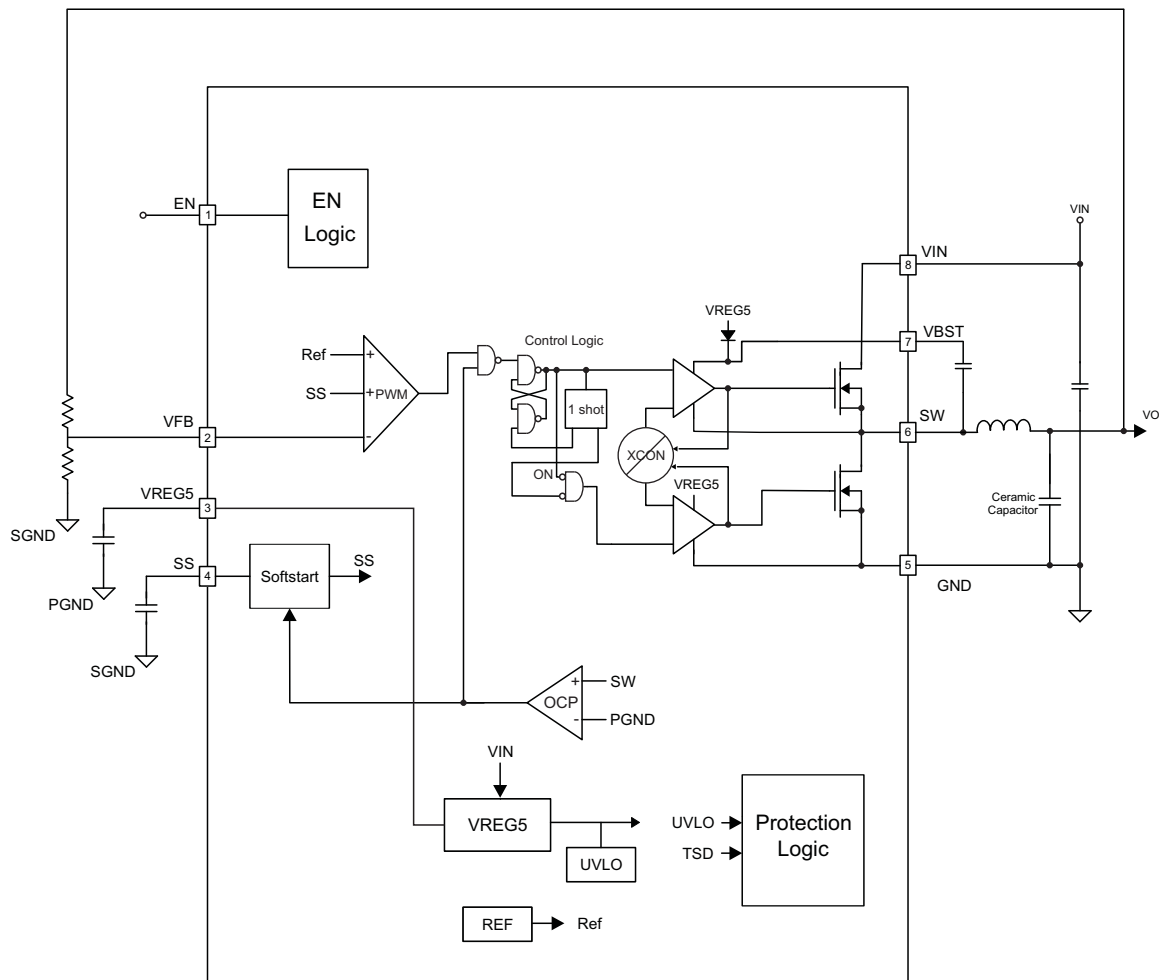 EN
1
EN
Logic
VIN
VIN
8
VREG5
VBST
7
Control Logic
Ref
+
SS
+
PWM
-
1 shot
VFB
2
SW
6
VO
XCON
ON
VREG5
Ceramic
Capacitor
VREG5
3
SGND
SS
4
Softstart
SS
5
GND
PGND
SGND
+
SW
OCP
-
PGND
VIN
VREG5
UVLO
UVLO
TSD
Protection
Logic
REF
Ref